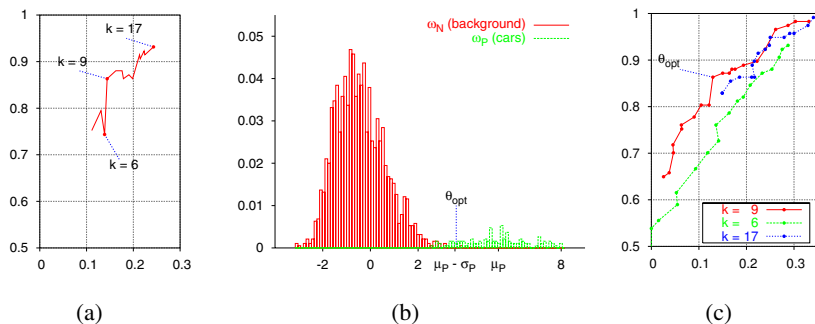 1
0.9
0.8
0.7
0.6
0.5
0
0.1
0.2
0.3
k = 17
k = 9
k = 6
(a)
ω_N (background)
ω_P (cars)
0.05
0.04
0.03
0.02
0.01
0
θ_opt
-2
0
2
μ_P - σ_P
μ_P
8
(b)
1
0.9
0.8
0.7
0.6
0.5
0
0.1
0.2
0.3
θ_opt
k = 9
k = 6
k = 17
(c)